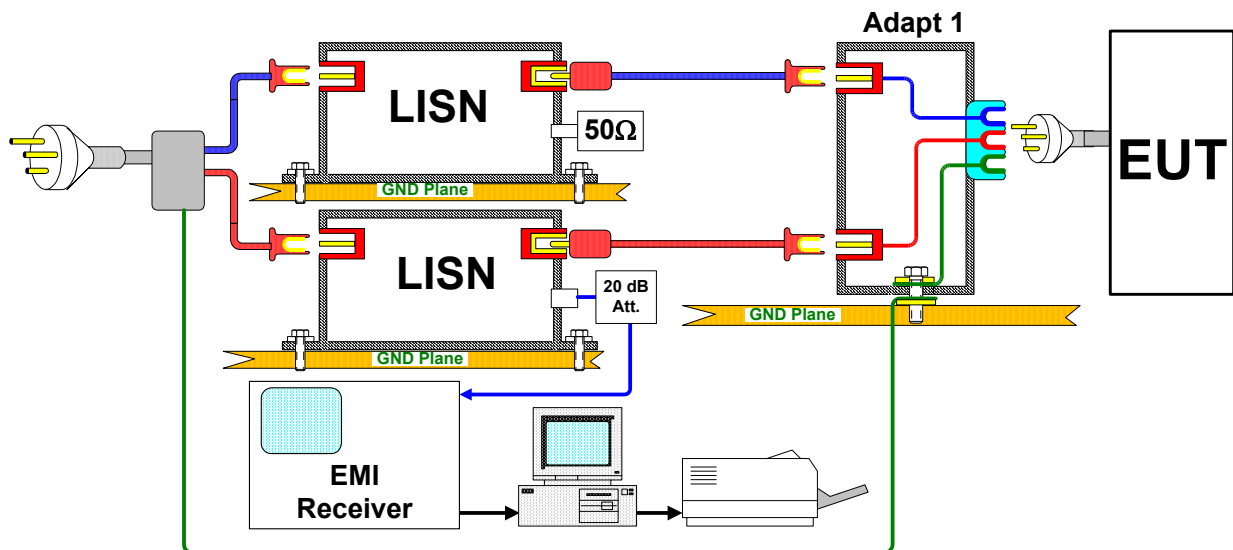 Adapt 1
LISN
50Ω
EUT
GND Plane
LISN
20 dB
Att.
GND Plane
GND Plane
EMI
Receiver